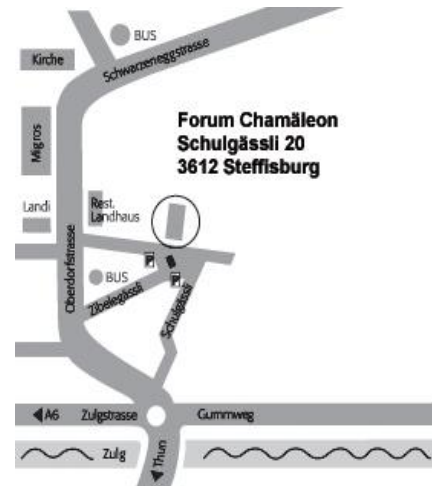 BUS
Kirche
Schwarzeneggstrasse
Forum Chamäleon
Schulgässli 20
3612 Steffisburg
Migros
Landi
Rest.
Landhaus
P
Oberdorfstrasse
BUS
P
Zibelegässli
Schulgässli
A6
Zulgstrasse
Gummweg
Zulg
Thun